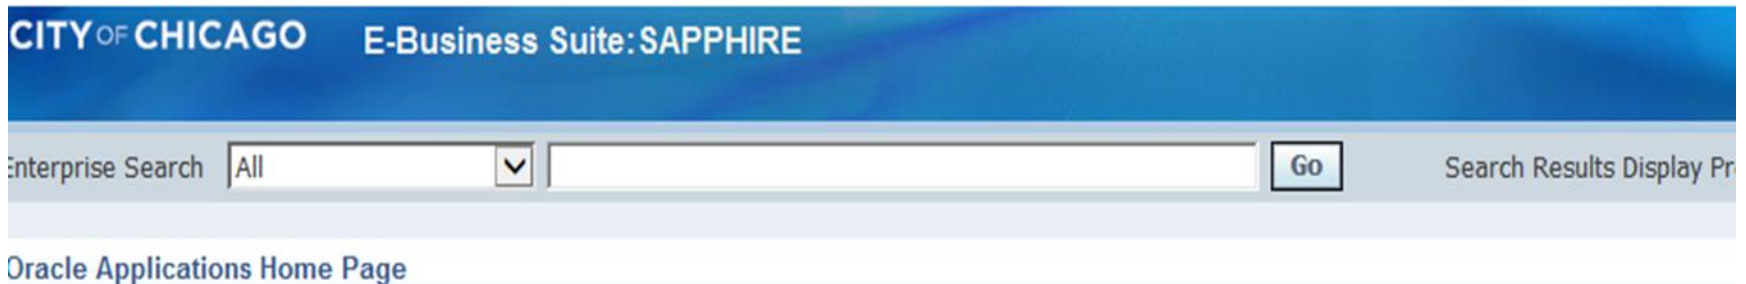 CITY OF CHICAGO E-Business Suite: SAPPHIRE
Enterprise Search All Go Search Results Display
Oracle Applications Home Page